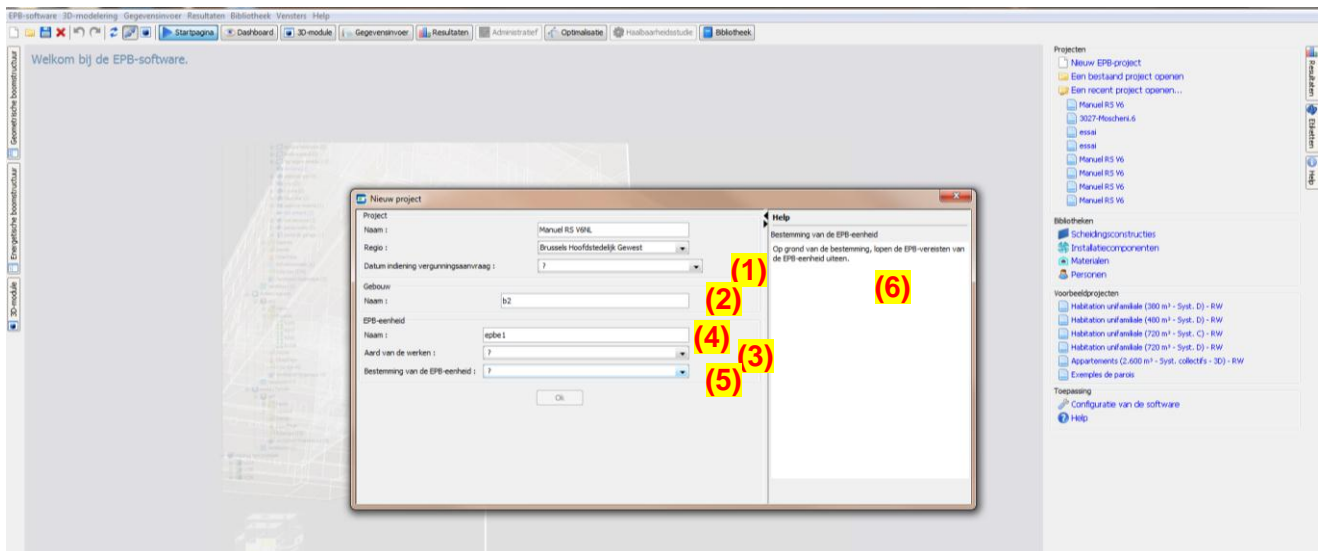 EPB-software 3D-modelering Gegevensinvoer Resultaten Bibliotheek Vensters Help
Startpagina Dashboard 3D-module Gegevensinvoer Resultaten Administratief Optimalisatie Haalbaarheidsstudie Bibliotheek
Geometrische boomstructuur
Energetische boomstructuur
3D-module
Welkom bij de EPB-software.
Nieuw project
Project
Naam : Manuel RS V6NL
Regio : Brussels Hoofdstedelijk Gewest
Datum indiening vergunningsaanvraag : ?
(1)
Gebouw
Naam : b2
(2)
EPB-eenheid
Naam : epbe1
(4)
Aard van de werken : ?
(3)
Bestemming van de EPB-eenheid : ?
(5)
Ok
Help
Bestemming van de EPB-eenheid
Op grond van de bestemming, lopen de EPB-vereisten van
de EPB-eenheid uiteen.
(6)
Projecten
Nieuw EPB-project
Een bestaand project openen
Een recent project openen...
Manuel RS V6
3027-Moscheni.6
essai
essai
Manuel RS V6
Manuel RS V6
Manuel RS V6
Manuel RS V6
Bibliotheken
Scheidingsconstructies
Installatiecomponenten
Materialen
Personen
Voorbeeldprojecten
Habitation unifamiliale (380 m³ - Syst. D) - RW
Habitation unifamiliale (480 m³ - Syst. D) - RW
Habitation unifamiliale (720 m³ - Syst. C) - RW
Habitation unifamiliale (720 m³ - Syst. D) - RW
Appartements (2.600 m³ - Syst. collectifs - 3D) - RW
Exemples de parois
Toepassing
Configuratie van de software
Help
Resultaten
Etiketten
Help